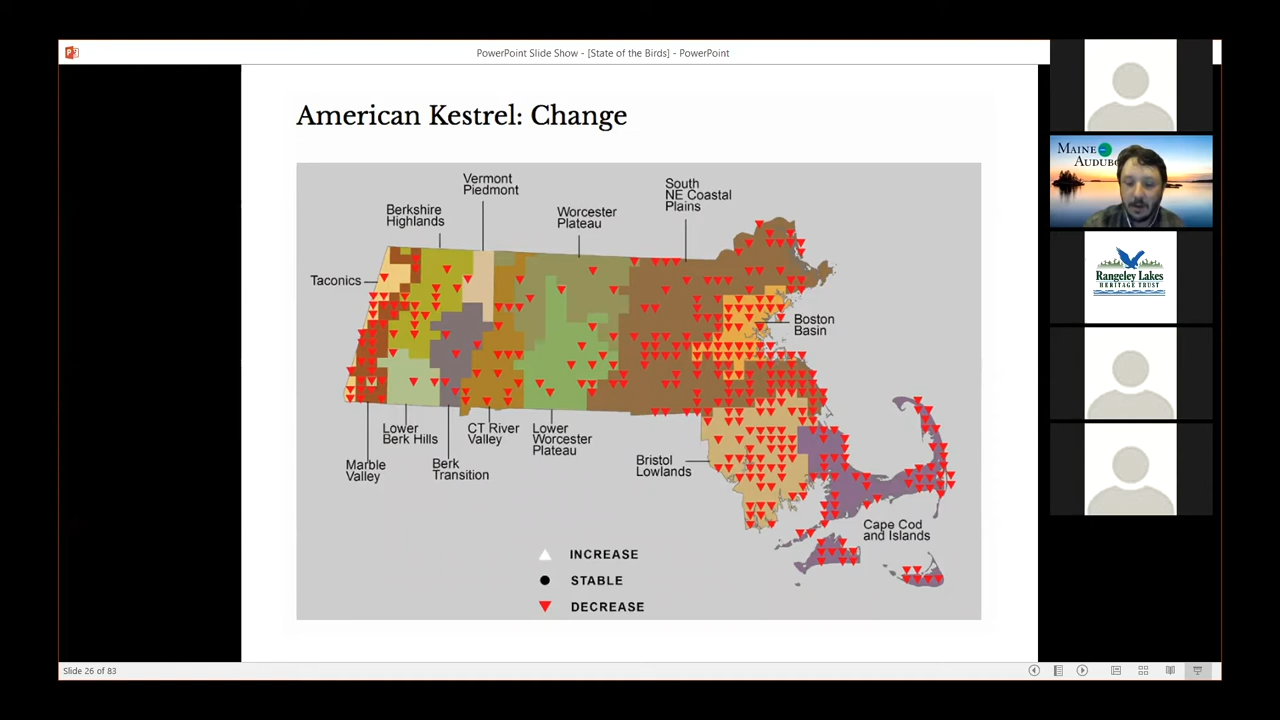 PowerPoint Slide Show - [State of the Birds] - PowerPoint
American Kestrel: Change
Vermont
Piedmont
South
NE Coastal
Plains
Berkshire
Highlands
Worcester
Plateau
Taconics
Boston
Basin
Lower
Berk Hills
CT River
Valley
Lower
Worcester
Plateau
Marble
Valley
Berk
Transition
Bristol
Lowlands
Cape Cod
and Islands
INCREASE
STABLE
DECREASE
MAINE
AUDUBO
Rangeley Lakes
HERITAGE TRUST
Slide 26 of 83